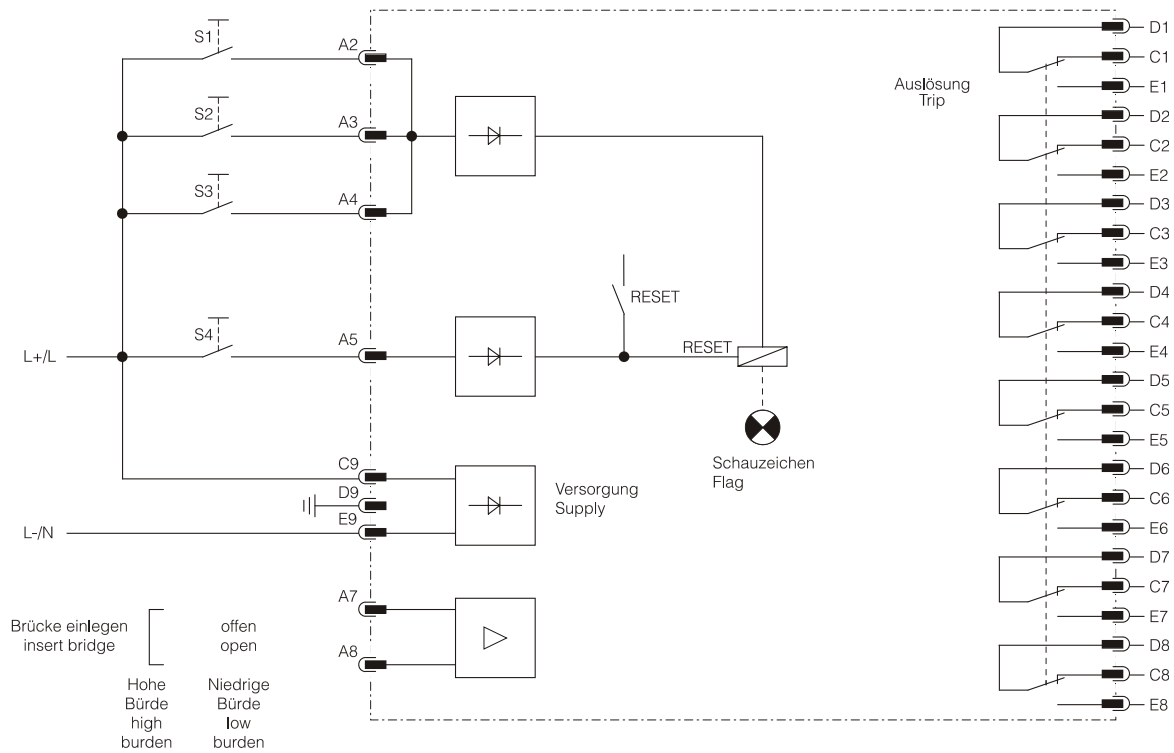 S1
A2
S2
A3
S3
A4
S4
A5
L+/L
RESET
RESET
Schauzeichen
Flag
C9
D9
E9
L-/N
Versorgung
Supply
A7
A8
Brücke einlegen
insert bridge
offen
open
Hohe
Bürde
high
burden
Niedrige
Bürde
low
burden
Auslösung
Trip
D1
C1
E1
D2
C2
E2
D3
C3
E3
D4
C4
E4
D5
C5
E5
D6
C6
E6
D7
C7
E7
D8
C8
E8